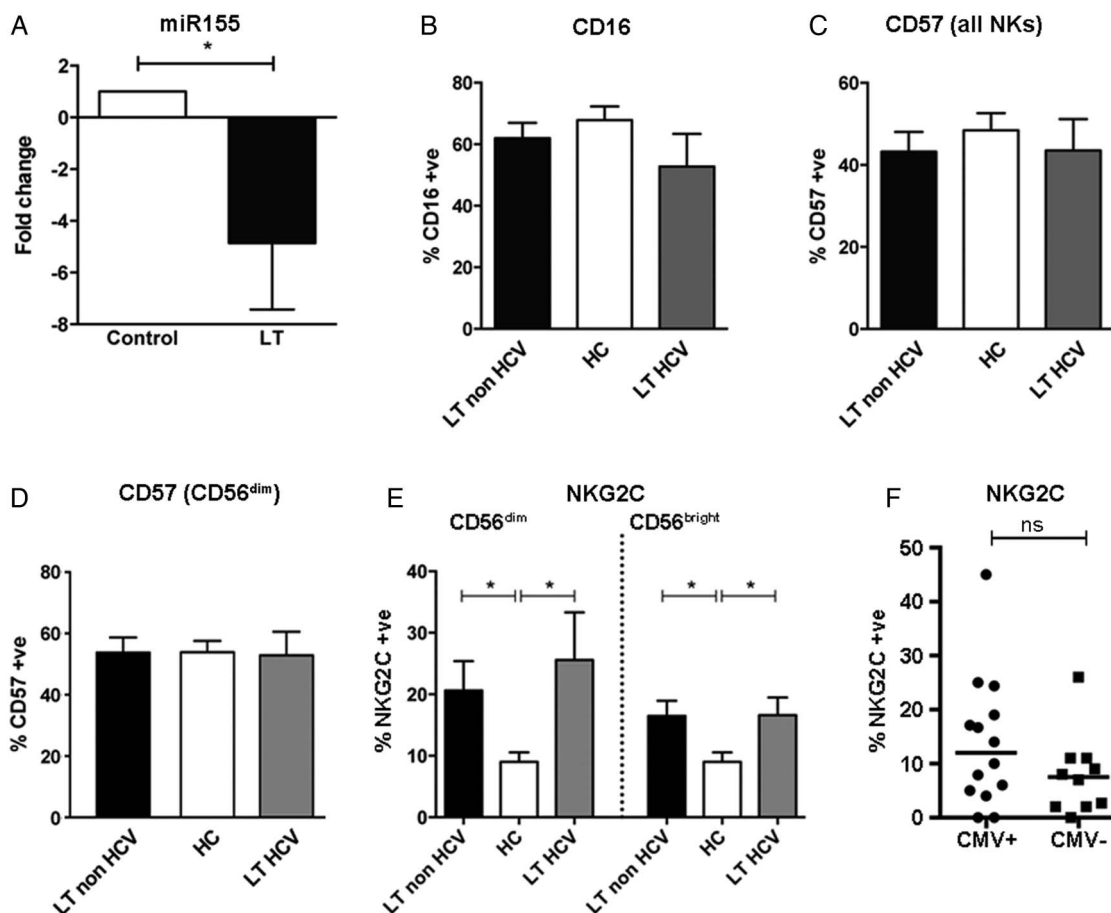 A
miR155
*
Fold change
2
0
-2
-4
-6
-8
Control
LT
B
CD16
% CD16 +ve
80
60
40
20
0
LT non HCV
HC
LT HCV
C
CD57 (all NKs)
% CD57 +ve
60
40
20
0
LT non HCV
HC
LT HCV
D
CD57 (CD56dim)
% CD57 +ve
80
60
40
20
0
LT non HCV
HC
LT HCV
E
NKG2C
CD56dim
CD56bright
* * * *
% NKG2C +ve
40
30
20
10
0
LT non HCV
HC
LT HCV
LT non HCV
HC
LT HCV
F
NKG2C
ns
% NKG2C +ve
50
40
30
20
10
0
CMV+
CMV-